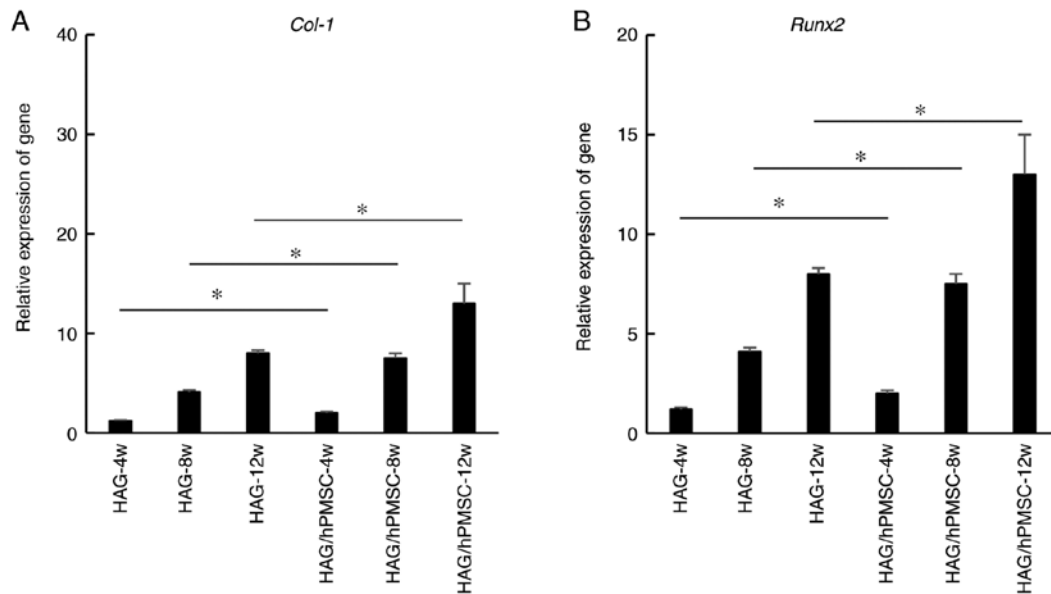 A
Col-1
Relative expression of gene
40
30
20
10
0
*
*
*
HAG-4w
HAG-8w
HAG-12w
HAG/hPMSC-4w
HAG/hPMSC-8w
HAG/hPMSC-12w
B
Runx2
Relative expression of gene
20
15
10
5
0
*
*
*
HAG-4w
HAG-8w
HAG-12w
HAG/hPMSC-4w
HAG/hPMSC-8w
HAG/hPMSC-12w